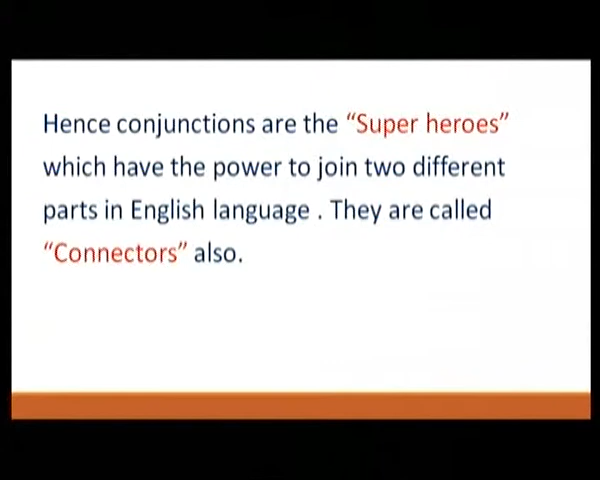 Hence conjunctions are the “Super heroes”
which have the power to join two different
parts in English language . They are called
“Connectors” also.